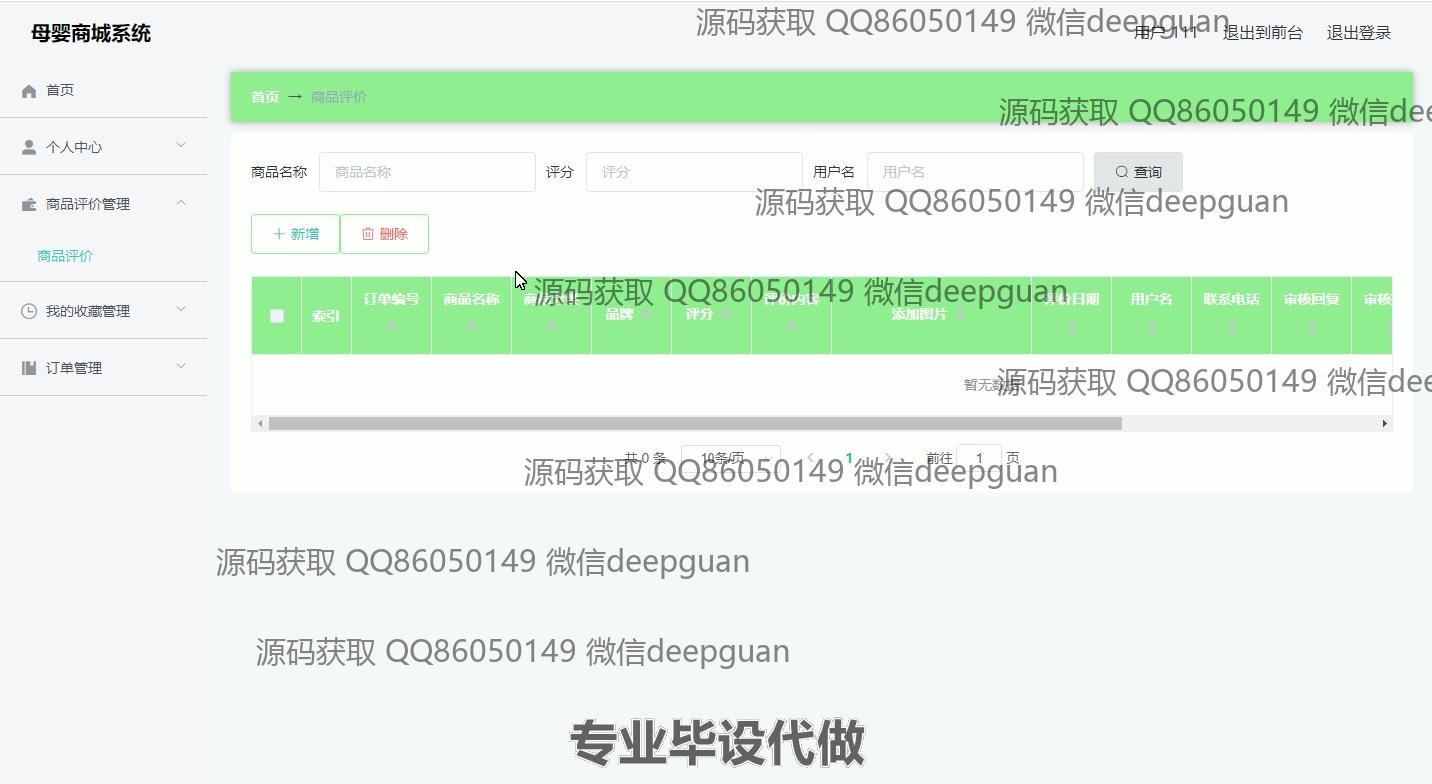 母婴商城系统
源码获取 QQ86050149 微信deepguan
用户 111
退出到前台
退出登录
首页
首页 → 商品评价
源码获取 QQ86050149 微信dee
个人中心
商品名称 商品名称 评分 评分 用户名 用户名 查询
商品评价管理
源码获取 QQ86050149 微信deepguan
新增 删除
商品评价
源码获取 QQ86050149 微信deepguan
我的收藏管理
索引 订单编号 商品名称 品牌 评分 添加图片 用户名 联系电话 审核回复 审核
订单管理
源码获取 QQ86050149 微信dee
共 0 条 10条/页 1 前往 1 页
源码获取 QQ86050149 微信deepguan
源码获取 QQ86050149 微信deepguan
源码获取 QQ86050149 微信deepguan
专业毕设代做